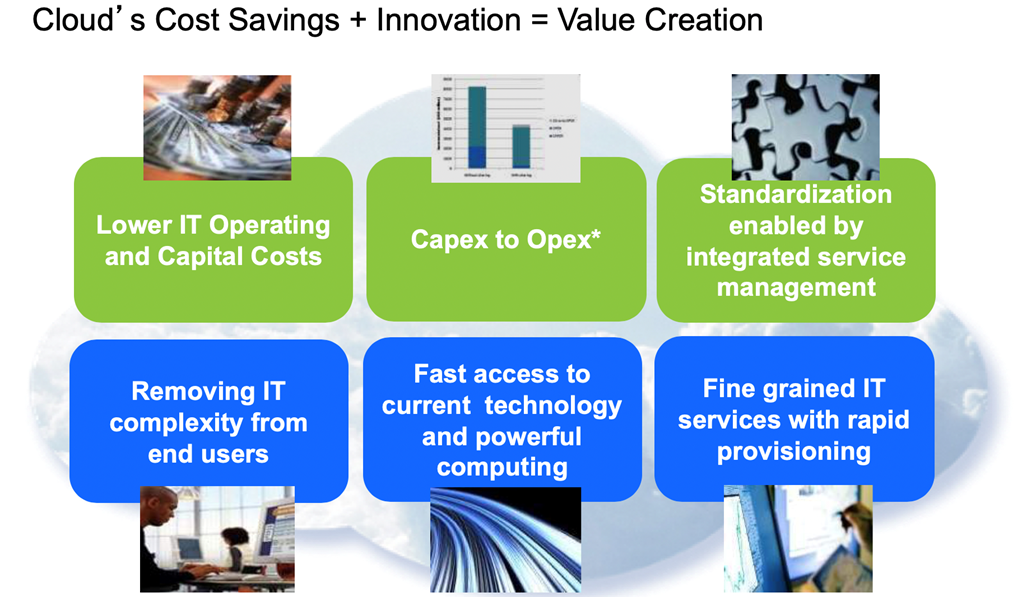 Cloud’s Cost Savings + Innovation = Value Creation
Lower IT Operating
and Capital Costs
Capex to Opex*
Standardization
enabled by
integrated service
management
Removing IT
complexity from
end users
Fast access to
current technology
and powerful
computing
Fine grained IT
services with rapid
provisioning